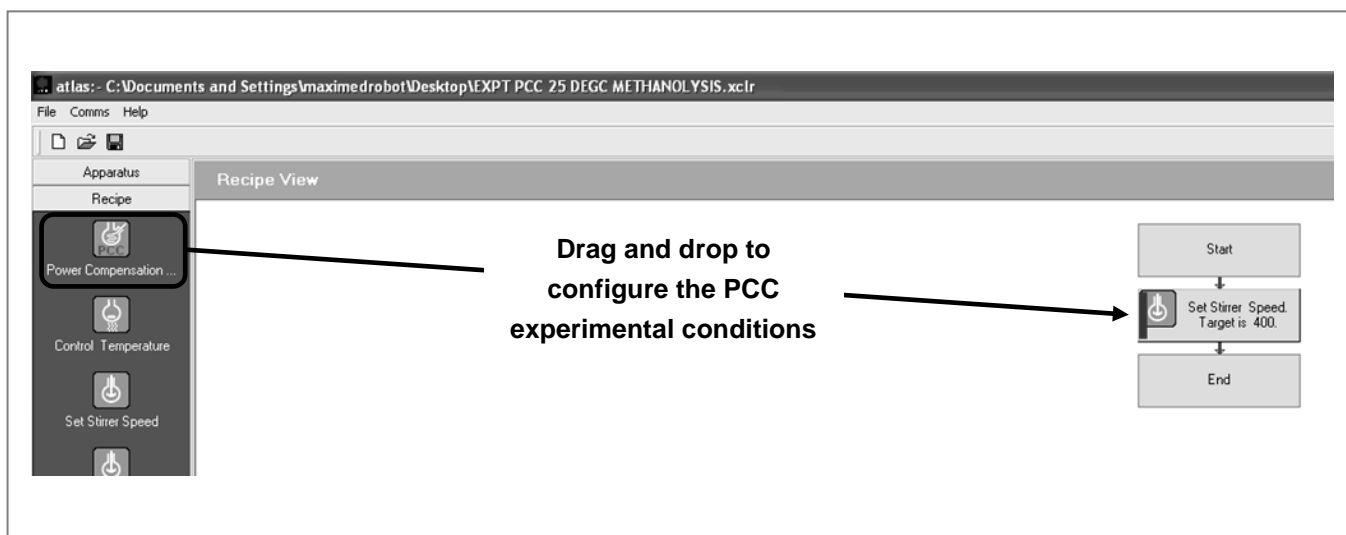 atlas:- C:\Documents and Settings\maximedrobot\Desktop\EXPT PCC 25 DEGC METHANOLYSIS.xclr
File Comms Help
Apparatus
Recipe
Recipe View
PCC
Power Compensation ...
Control Temperature
Set Stirrer Speed
Drag and drop to
configure the PCC
experimental conditions
Start
Set Stirrer Speed.
Target is 400.
End